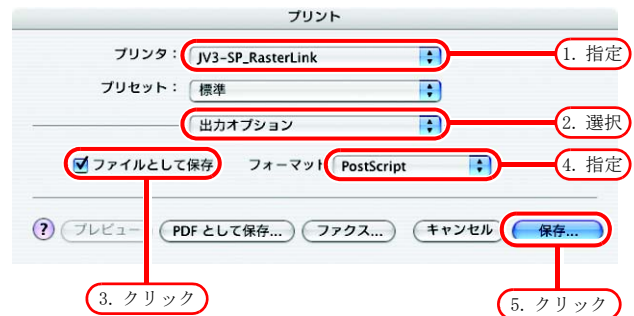 プリント
プリンタ： JV3-SP_RasterLink 1. 指定
プリセット： 標準
出力オプション 2. 選択
ファイルとして保存 フォーマット PostScript 4. 指定
? プレビュー PDF として保存... ファクス... キャンセル 保存...
3. クリック
5. クリック